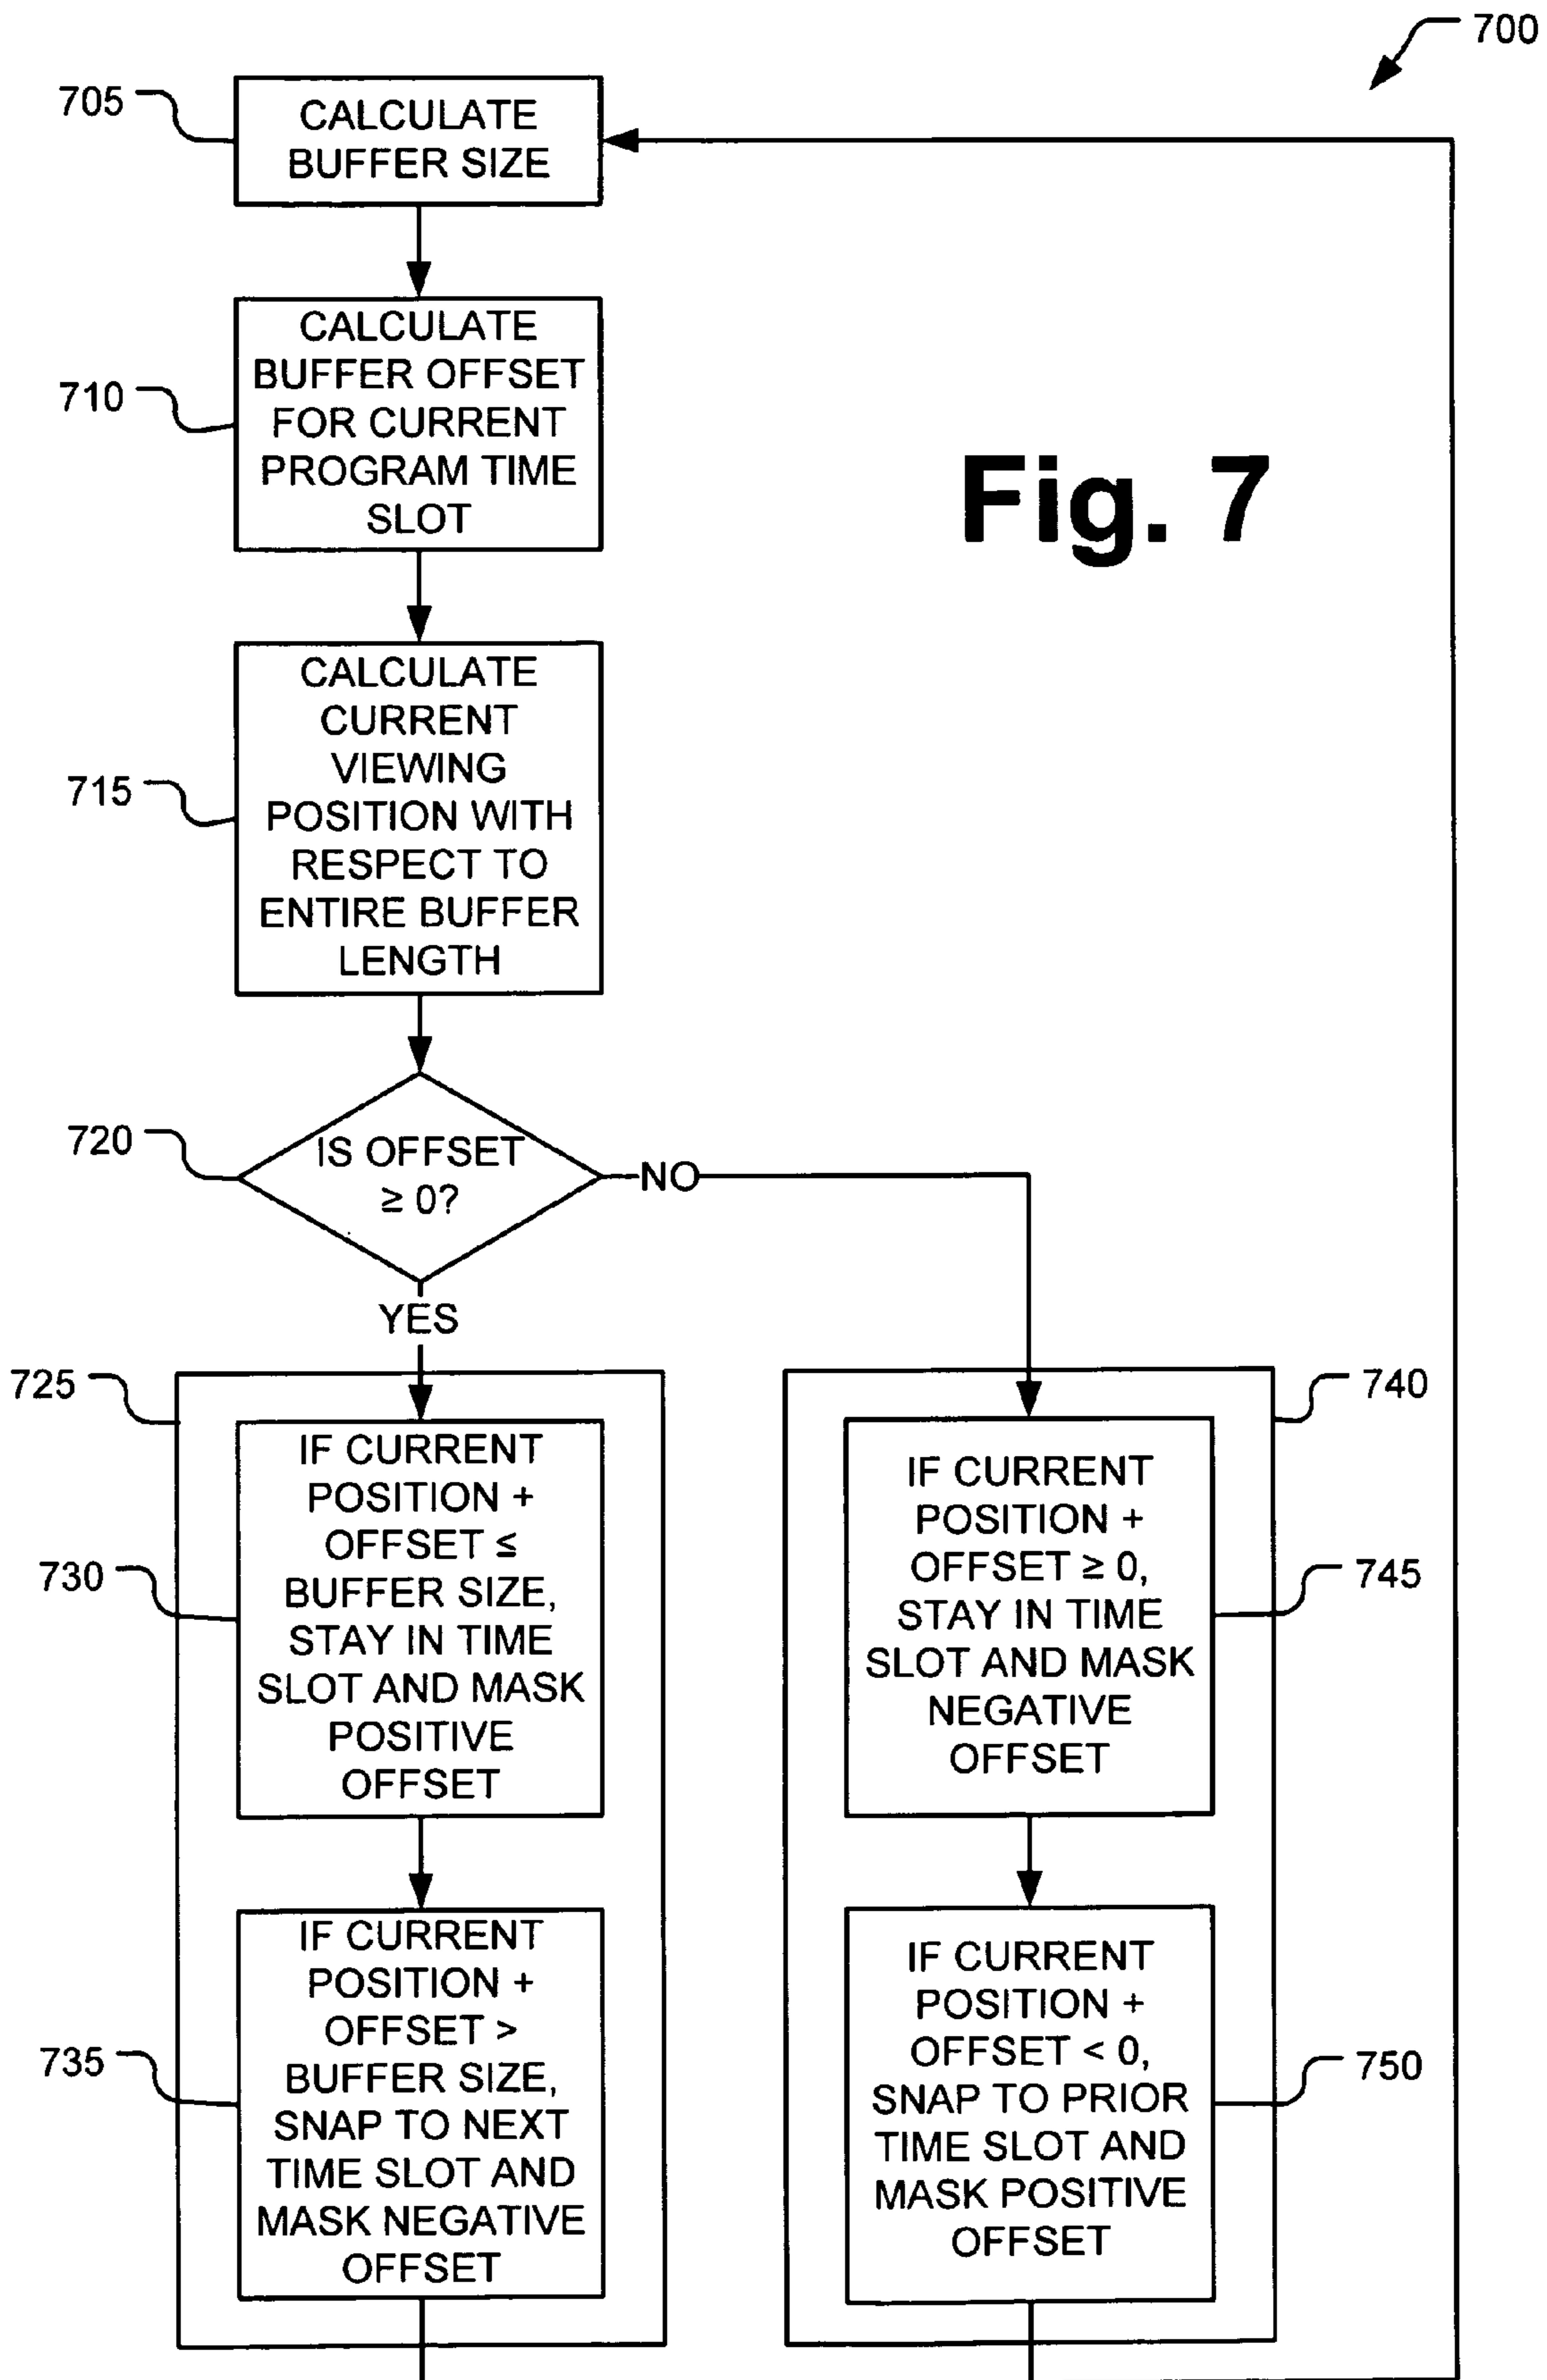 700
705
CALCULATE
BUFFER SIZE
710
CALCULATE
BUFFER OFFSET
FOR CURRENT
PROGRAM TIME
SLOT
Fig. 7
715
CALCULATE
CURRENT
VIEWING
POSITION WITH
RESPECT TO
ENTIRE BUFFER
LENGTH
720
IS OFFSET
≥ 0?
NO
YES
725
730
IF CURRENT
POSITION +
OFFSET ≤
BUFFER SIZE,
STAY IN TIME
SLOT AND MASK
POSITIVE
OFFSET
735
IF CURRENT
POSITION +
OFFSET >
BUFFER SIZE,
SNAP TO NEXT
TIME SLOT AND
MASK NEGATIVE
OFFSET
740
IF CURRENT
POSITION +
OFFSET ≥ 0,
STAY IN TIME
SLOT AND MASK
NEGATIVE
OFFSET
745
IF CURRENT
POSITION +
OFFSET < 0,
SNAP TO PRIOR
TIME SLOT AND
MASK POSITIVE
OFFSET
750